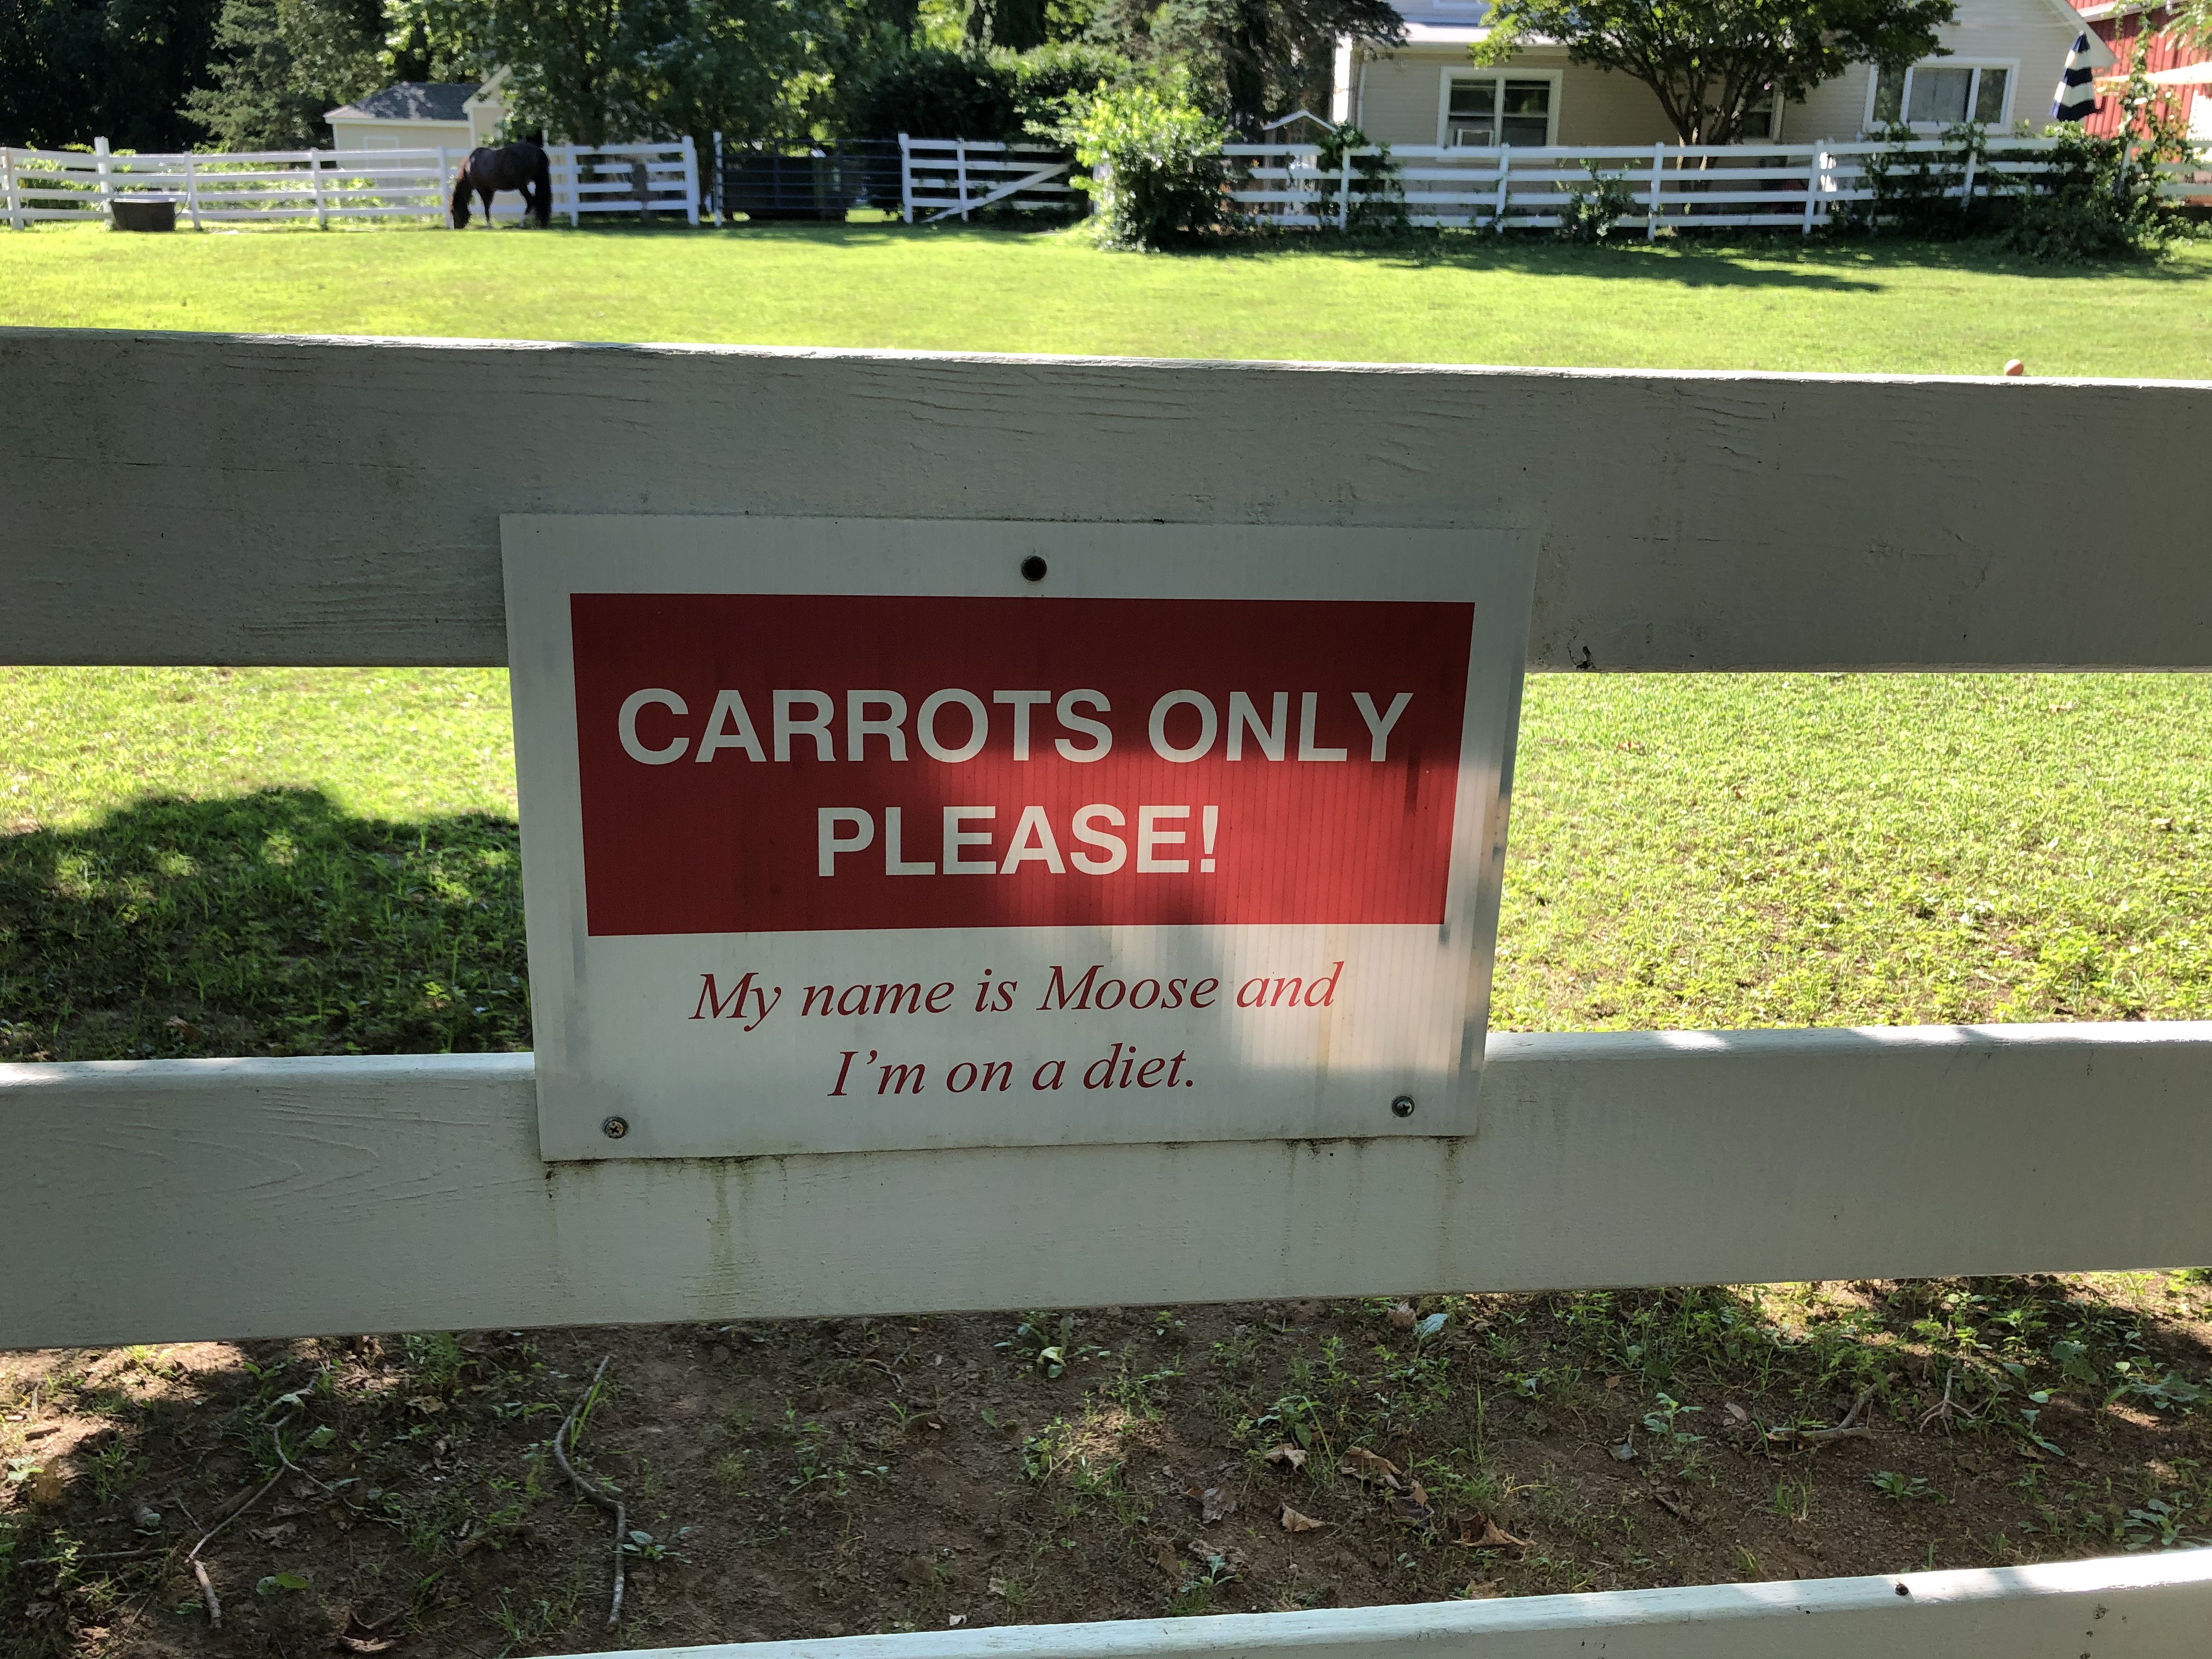 CARROTS ONLY
PLEASE!
My name is Moose and
I'm on a diet.